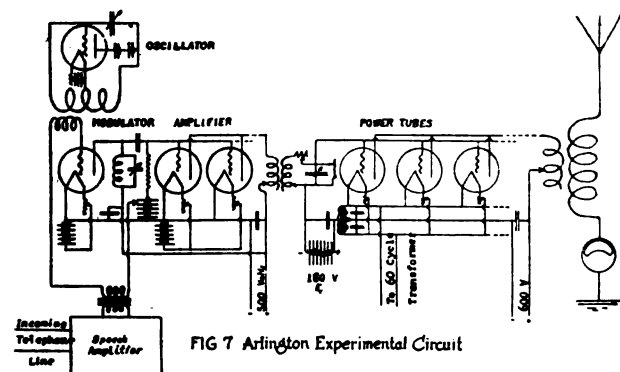 OSCILLATOR
MODULATOR AMPLIFIER POWER TUBES
500 Volts
180 V
To 60 Cycle
Transformer
600 V
Incoming
Telephone
Line
Speech
Amplifier
FIG 7 Arlington Experimental Circuit